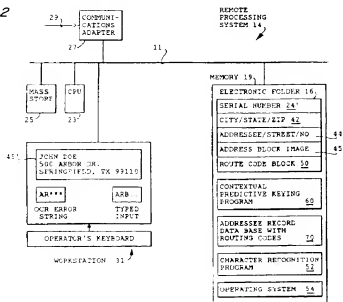 2
REMOTE
PROCESSING
SYSTEM 14
29
COMMUNI-
CATIONS
ADAPTER
27
11
MASS
STORE
25
CPU
23
MEMORY 19
ELECTRONIC FOLDER 16
SERIAL NUMBER 24'
CITY/STATE/ZIP 42
ADDRESSEE/STREET/NO 44
ADDRESS BLOCK IMAGE 45
ROUTE CODE BLOCK 50
CONTEXTUAL
PREDICTIVE KEYING
PROGRAM
60
ADDRESSEE RECORD
DATA BASE WITH
ROUTING CODES
70
CHARACTER RECOGNITION
PROGRAM 52
OPERATING SYSTEM 54
JOHN DOE
500 ARBOR DR.
SPRINGFIELD, TX 99110
AR***
ARB
OCR ERROR
STRING
TYPED
INPUT
OPERATOR'S KEYBOARD
WORKSTATION 31